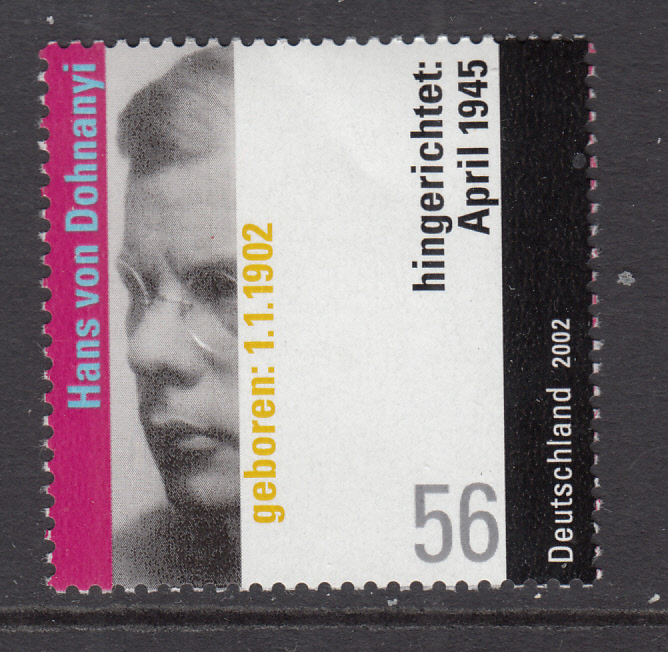 Hans von Dohnanyi
geboren: 1.1.1902
hingerichtet:
April 1945
56
Deutschland 2002